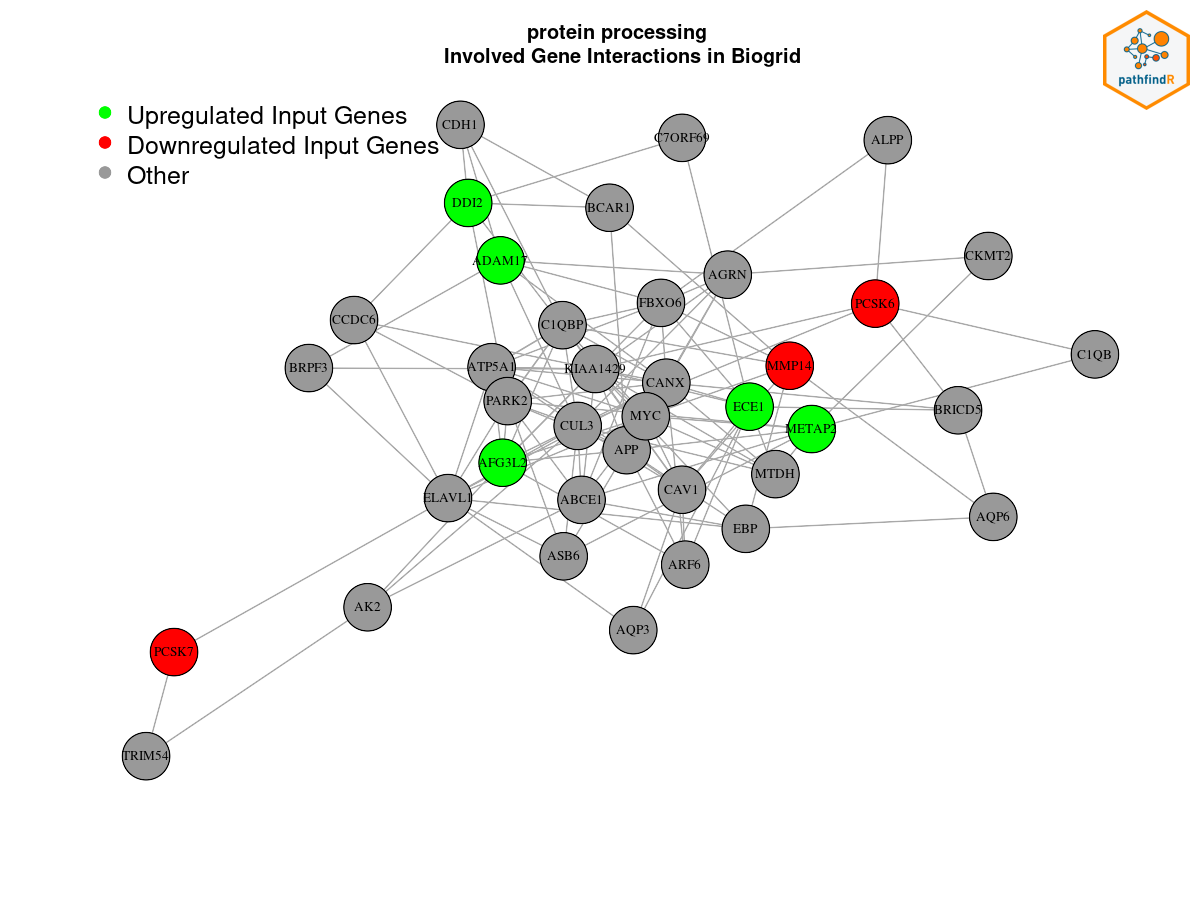 protein processing
Involved Gene Interactions in Biogrid
pathfindR
Upregulated Input Genes
Downregulated Input Genes
Other
CDH1
C7ORF69
ALPP
DDI2
BCAR1
ADAM17
AGRN
CKMT2
FBXO6
PCSK6
CCDC6
C1QBP
C1QB
BRPF3
ATP5A1
KIAA1429
MMP14
CANX
PARK2
ECE1
BRICD5
MYC
CUL3
METAP2
APP
AFG3L2
MTDH
ELAVL1
ABCE1
CAV1
AQP6
EBP
ASB6
ARF6
AK2
AQP3
PCSK7
TRIM54